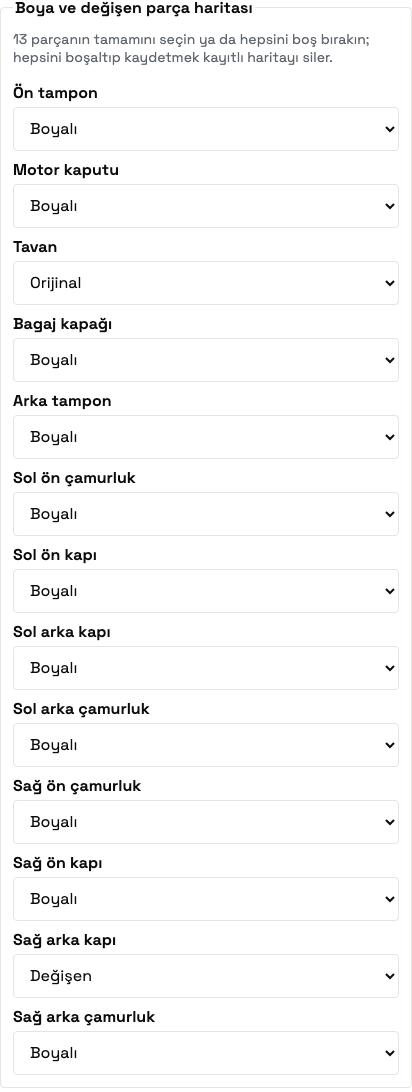 Boya ve değişen parça haritası
13 parçanın tamamını seçin ya da hepsini boş bırakın;
hepsini boşaltıp kaydetmek kayıtlı haritayı siler.
Ön tampon
Boyalı
Motor kaputu
Boyalı
Tavan
Orijinal
Bagaj kapağı
Boyalı
Arka tampon
Boyalı
Sol ön çamurluk
Boyalı
Sol ön kapı
Boyalı
Sol arka kapı
Boyalı
Sol arka çamurluk
Boyalı
Sağ ön çamurluk
Boyalı
Sağ ön kapı
Boyalı
Sağ arka kapı
Değişen
Sağ arka çamurluk
Boyalı